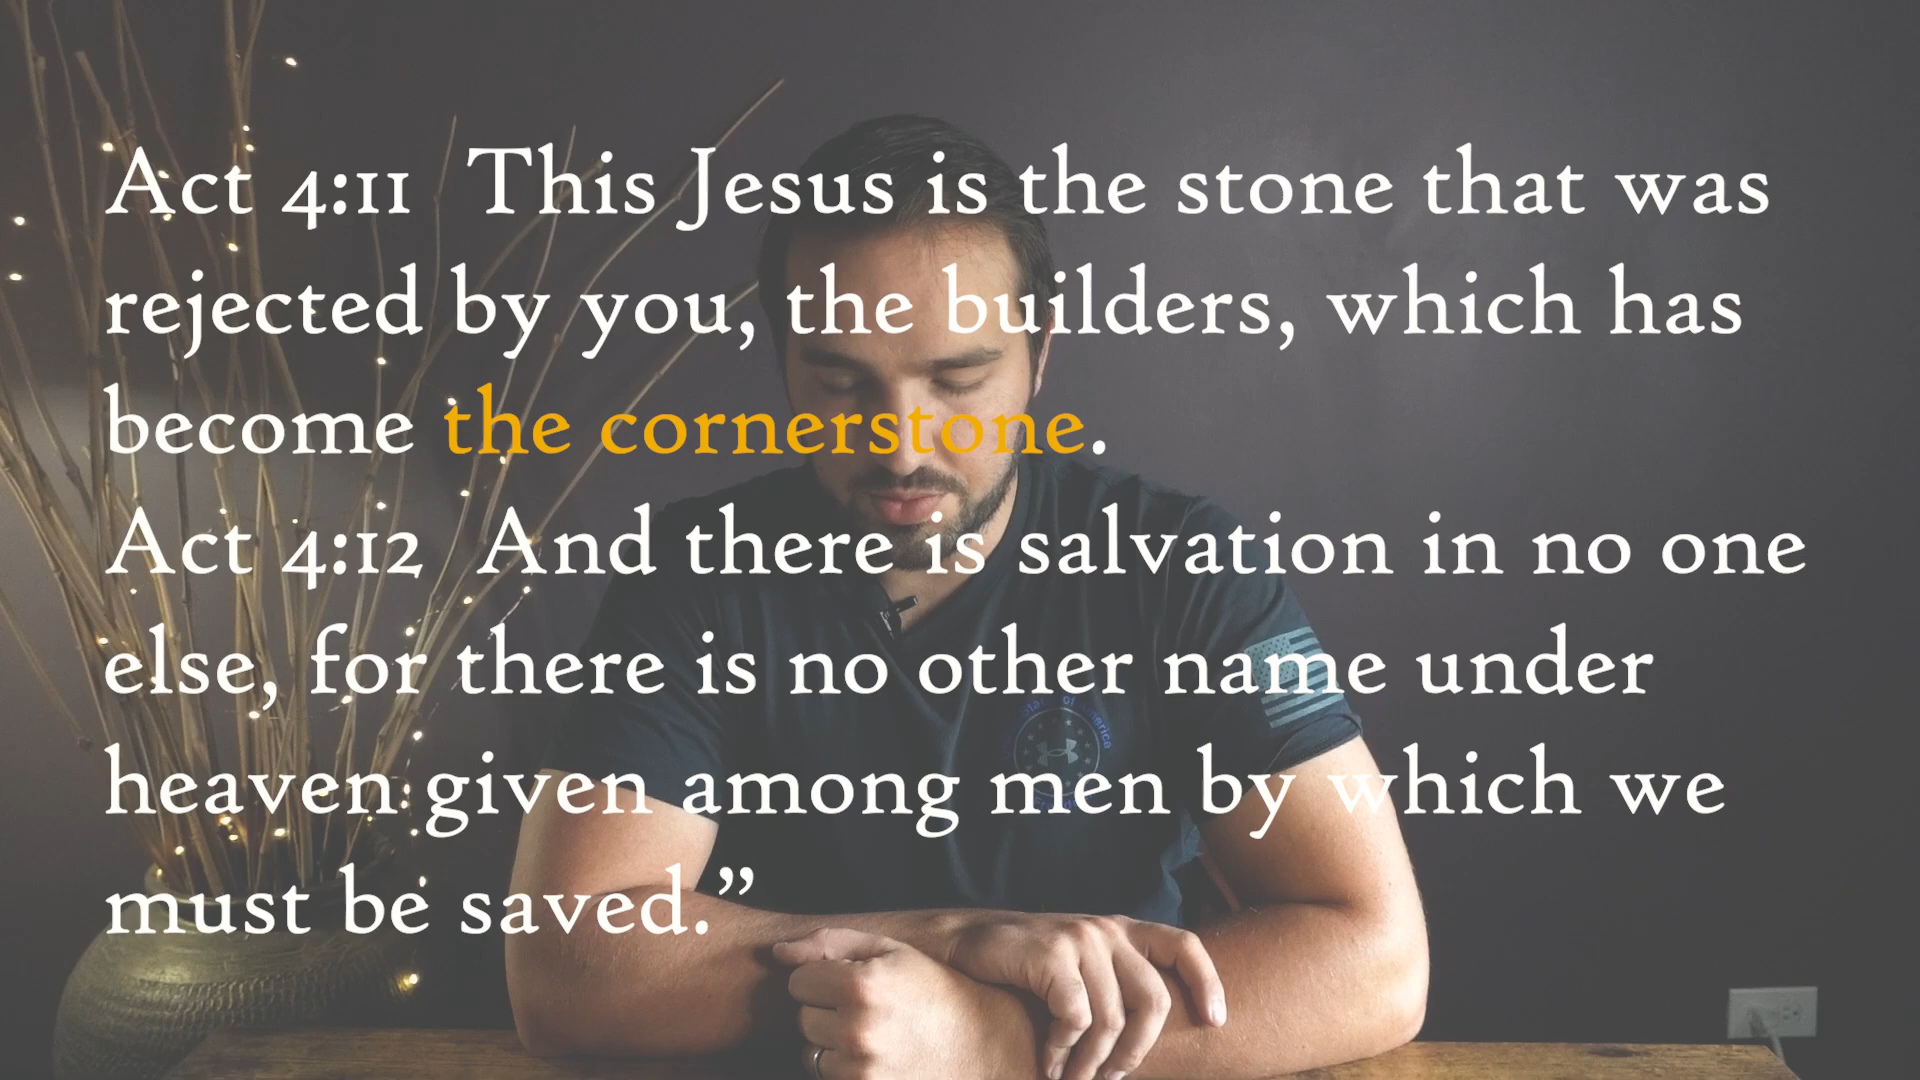 Act 4:11 This Jesus is the stone that was
rejected by you, the builders, which has
become the cornerstone.
Act 4:12 And there is salvation in no one
else, for there is no other name under
heaven given among men by which we
must be saved.”
of America